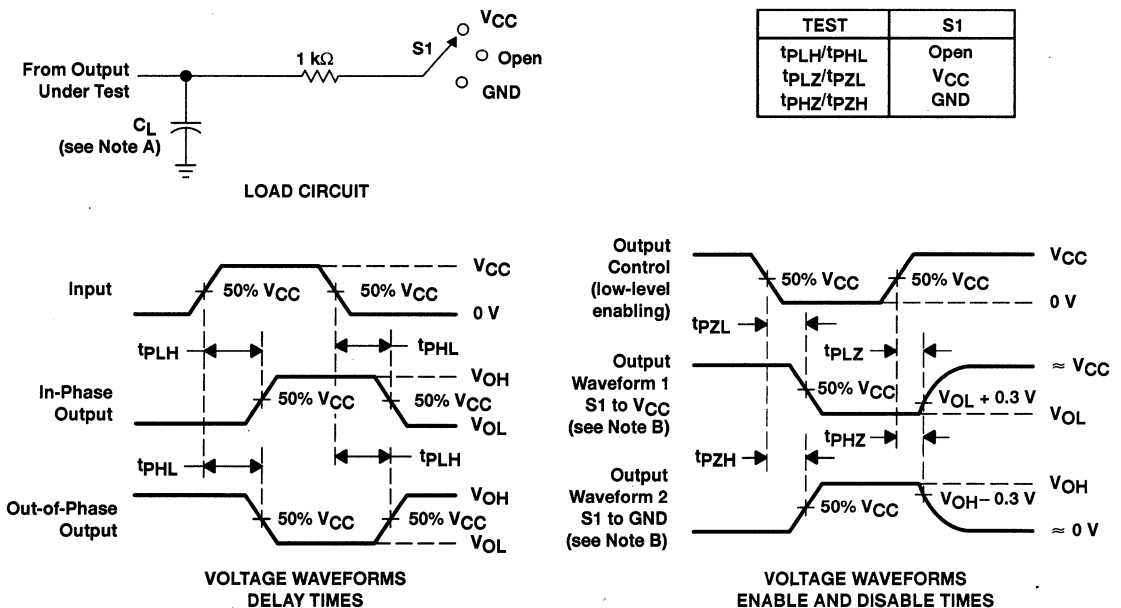 VCC
S1
Open
GND
1 kΩ
From Output
Under Test
CL
(see Note A)
LOAD CIRCUIT
TEST S1
tPLH/tPHL Open
tPLZ/tPZL VCC
tPHZ/tPZH GND
Input
50% VCC
50% VCC
VCC
0 V
tPLH
tPHL
In-Phase
Output
50% VCC
50% VCC
VOH
VOL
tPHL
tPLH
Out-of-Phase
Output
50% VCC
50% VCC
VOH
VOL
VOLTAGE WAVEFORMS
DELAY TIMES
Output
Control
(low-level
enabling)
50% VCC
50% VCC
VCC
0 V
tPZL
tPLZ
Output
Waveform 1
S1 to VCC
(see Note B)
50% VCC
VOL + 0.3 V
≈ VCC
VOL
tPHZ
tPZH
Output
Waveform 2
S1 to GND
(see Note B)
50% VCC
VOH – 0.3 V
VOH
≈ 0 V
VOLTAGE WAVEFORMS
ENABLE AND DISABLE TIMES